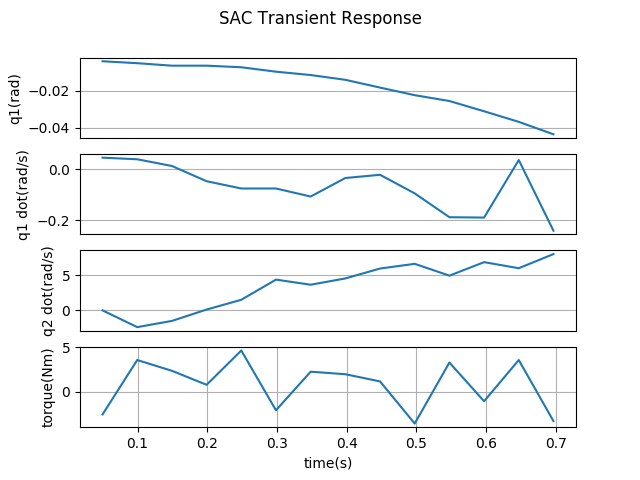 SAC Transient Response
q1(rad)
−0.02
−0.04
q1 dot(rad/s)
0.0
−0.2
q2 dot(rad/s)
5
0
torque(Nm)
5
0
0.1 0.2 0.3 0.4 0.5 0.6 0.7
time(s)